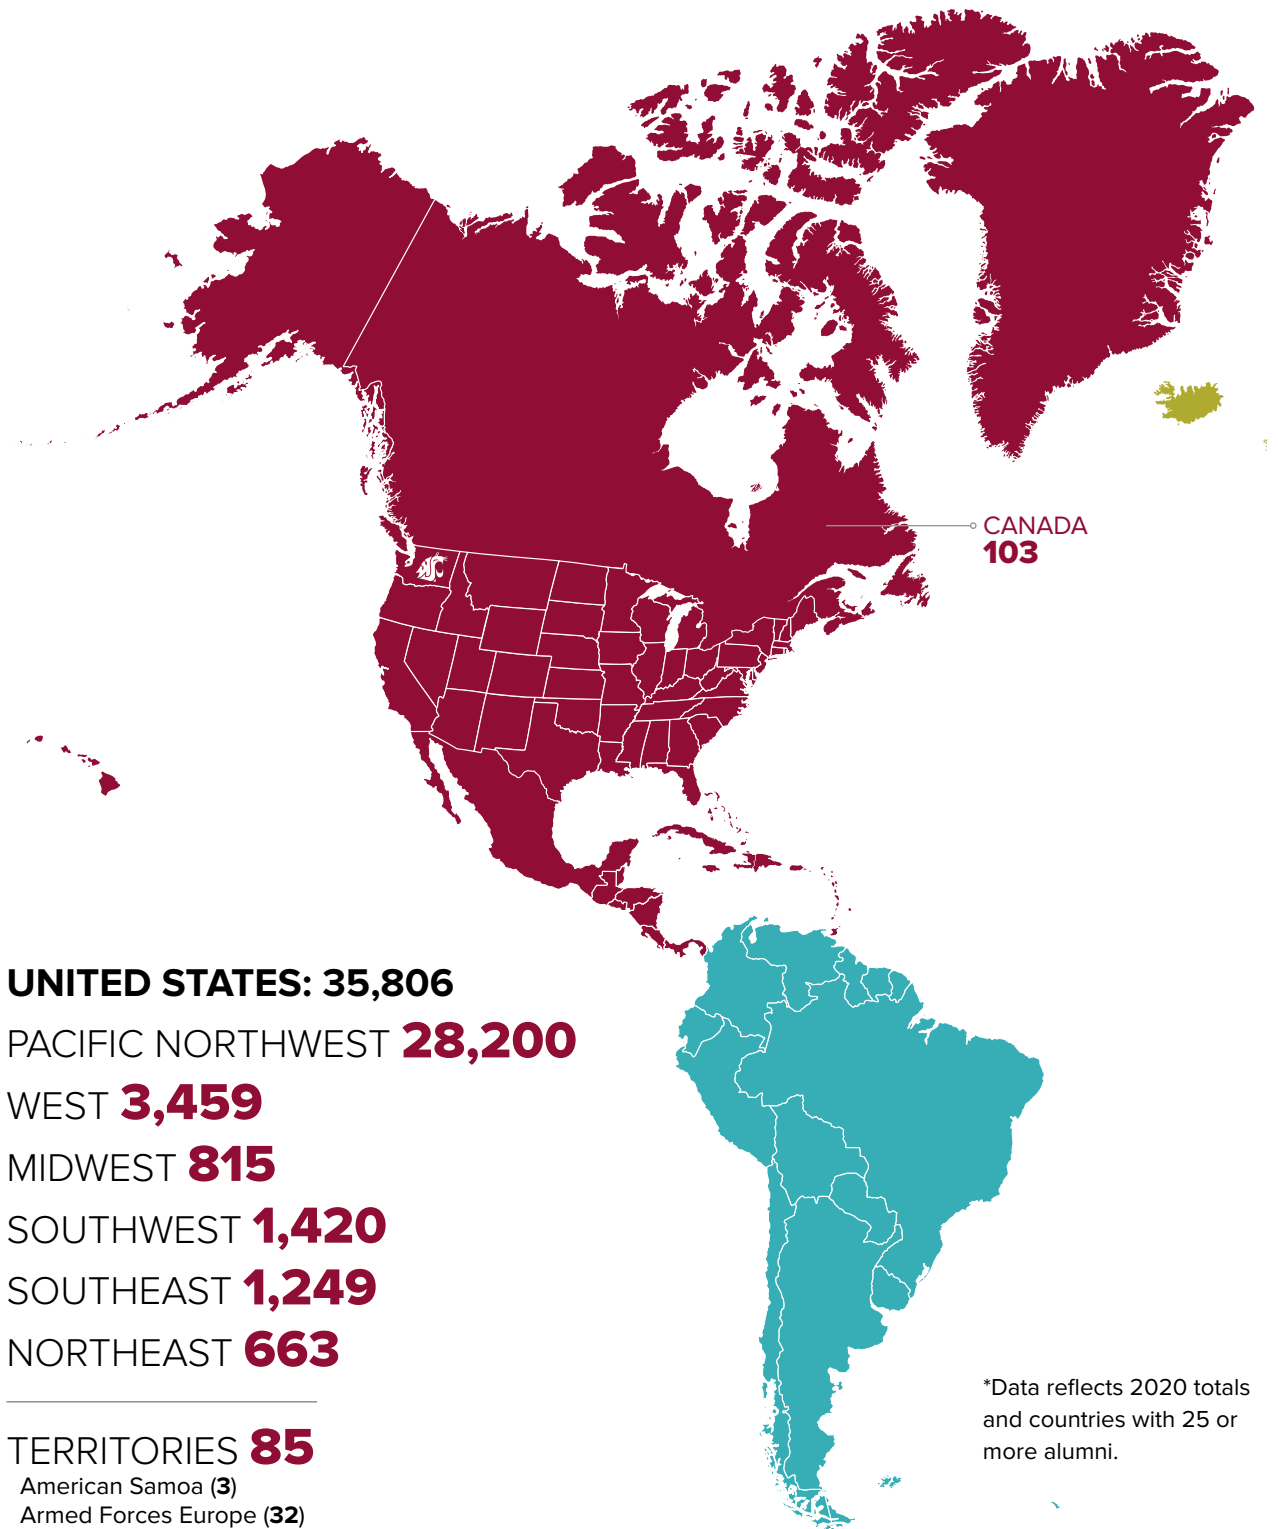 CANADA
103
UNITED STATES: 35,806
PACIFIC NORTHWEST 28,200
WEST 3,459
MIDWEST 815
SOUTHWEST 1,420
SOUTHEAST 1,249
NORTHEAST 663
TERRITORIES 85
American Samoa (3)
Armed Forces Europe (32)
*Data reflects 2020 totals
and countries with 25 or
more alumni.